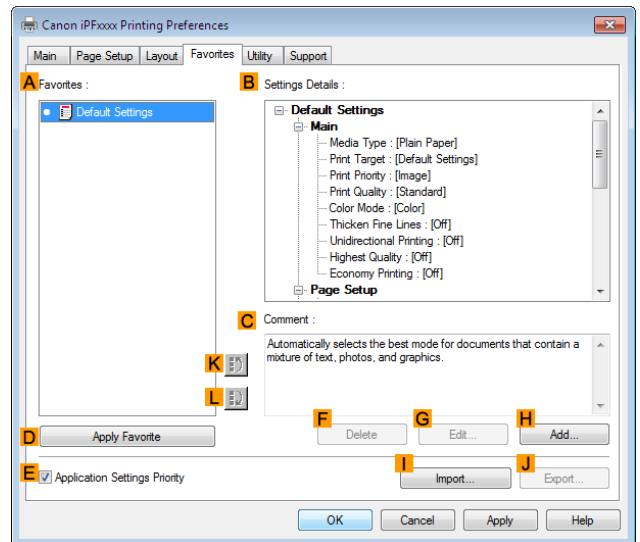 Canon iPFxxxx Printing Preferences
Main Page Setup Layout Favorites Utility Support
A Favorites :
Default Settings
B Settings Details :
Default Settings
Main
Media Type : [Plain Paper]
Print Target : [Default Settings]
Print Priority : [Image]
Print Quality : [Standard]
Color Mode : [Color]
Thicken Fine Lines : [Off]
Unidirectional Printing : [Off]
Highest Quality : [Off]
Economy Printing : [Off]
Page Setup
C Comment :
Automatically selects the best mode for documents that contain a
mixture of text, photos, and graphics.
K
L
D Apply Favorite
F Delete
G Edit...
H Add...
E Application Settings Priority
I Import...
J Export...
OK Cancel Apply Help